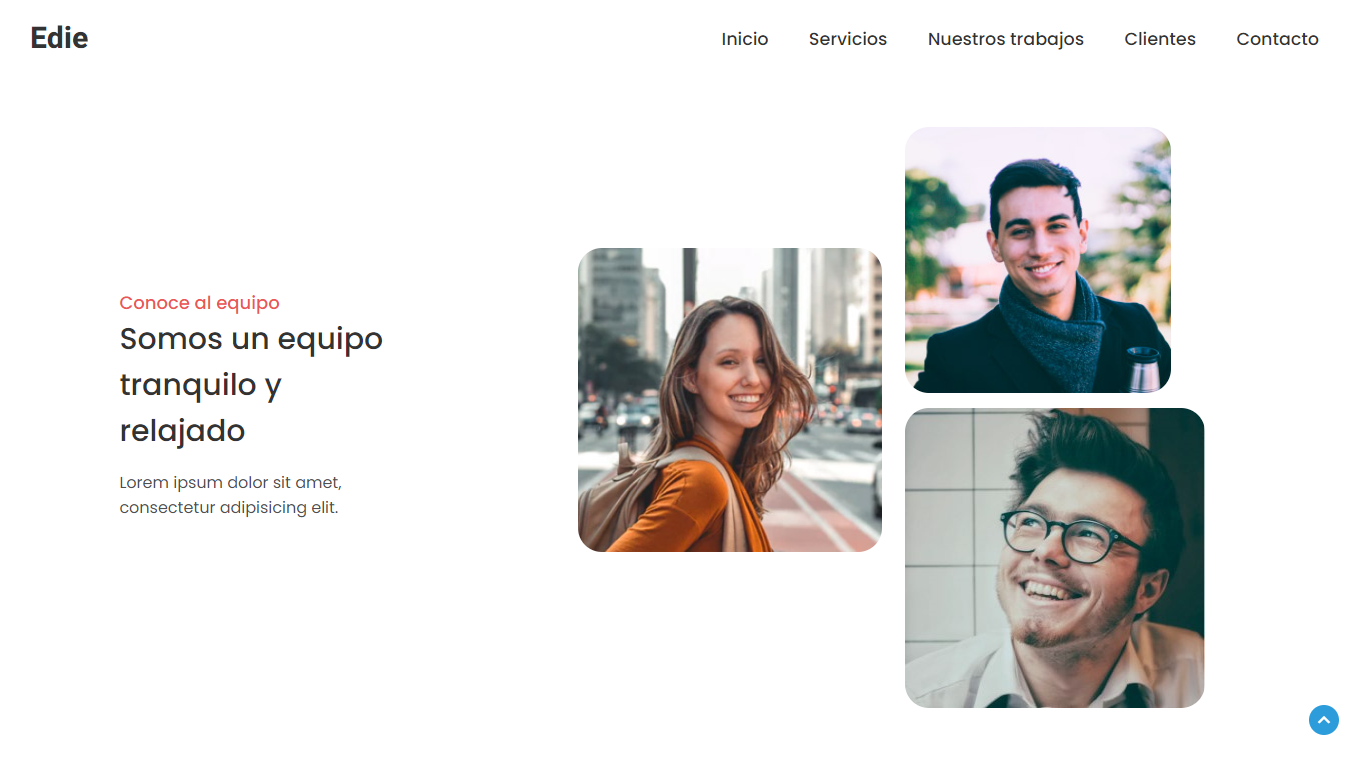 Edie
Inicio Servicios Nuestros trabajos Clientes Contacto
Conoce al equipo
Somos un equipo
tranquilo y
relajado
Lorem ipsum dolor sit amet,
consectetur adipisicing elit.